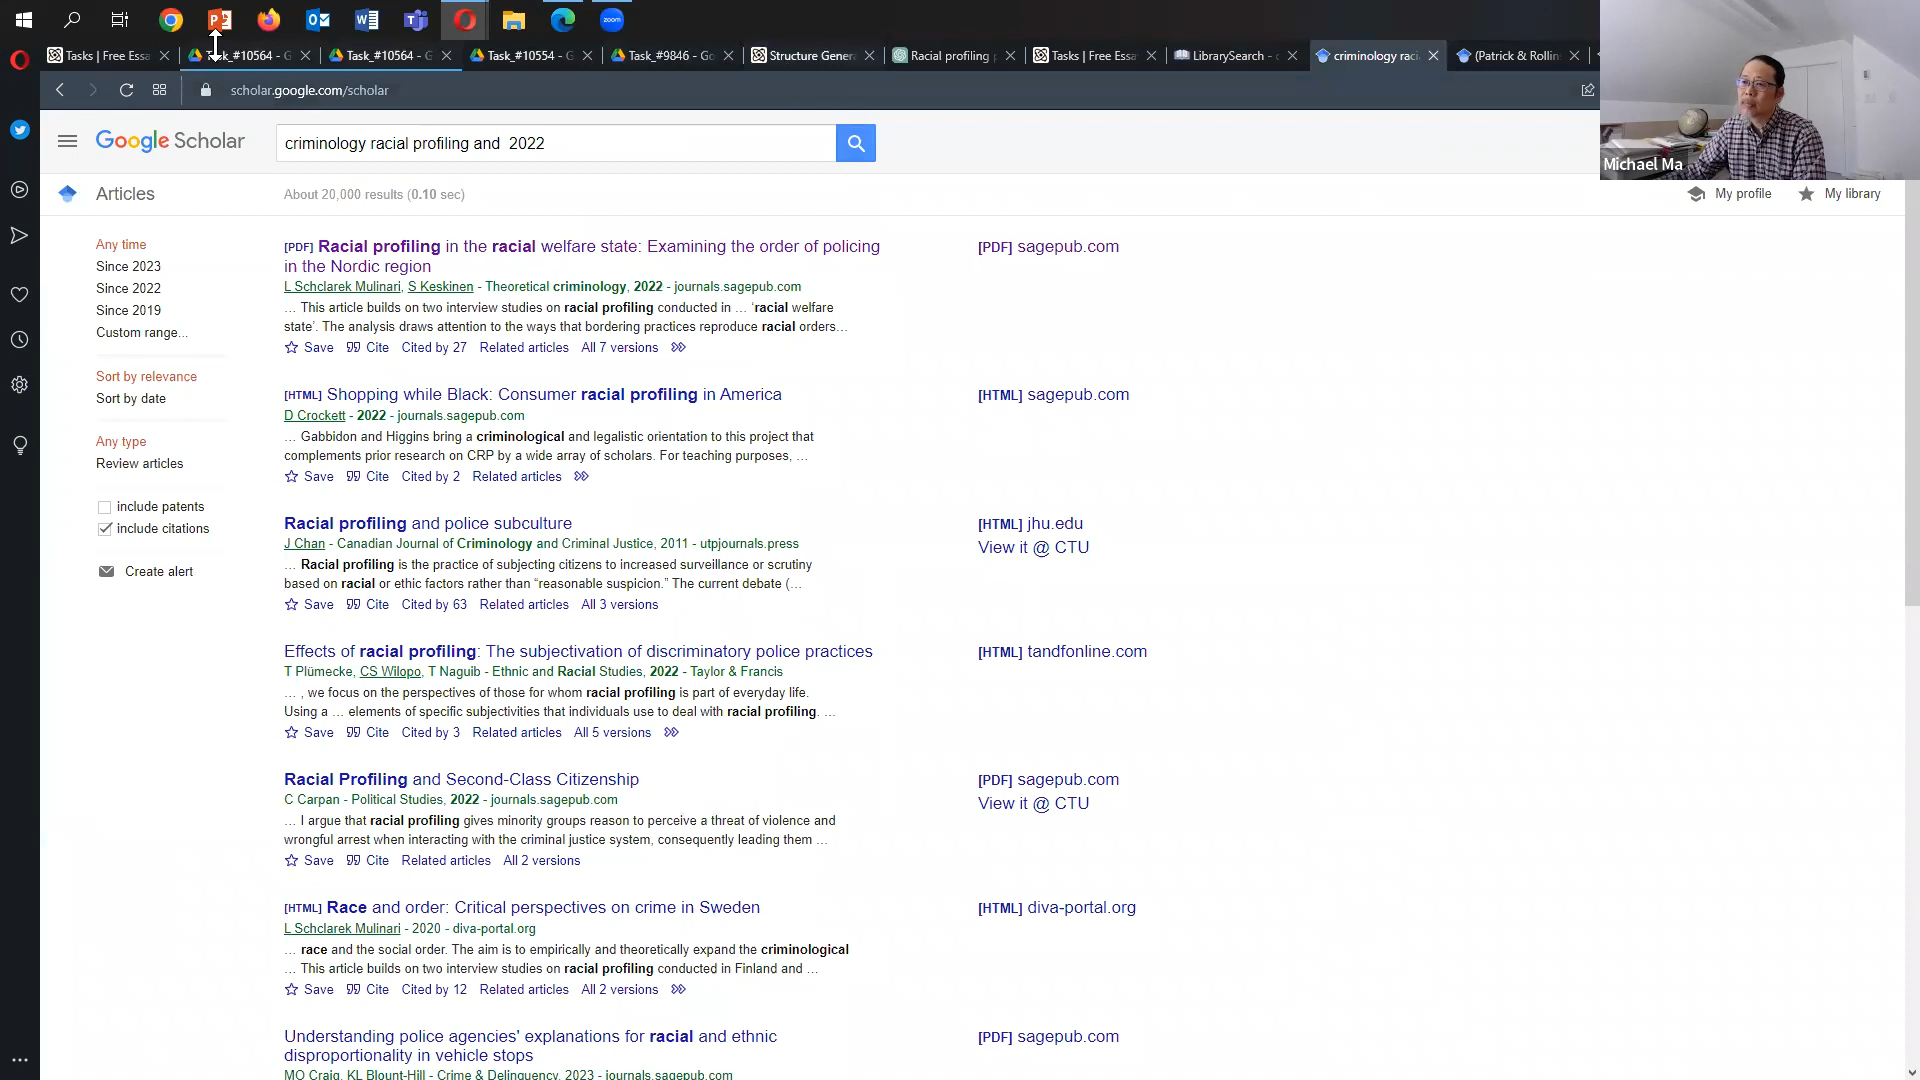 Tasks | Free Essa
Task_#10564 - G
Task_#10564 - G
Task_#10554 - G
Task_#9846 - Go
Structure Genera
Racial profiling p
Tasks | Free Essa
LibrarySearch - c
criminology raci
(Patrick & Rollin
scholar.google.com/scholar
Michael Ma
Google Scholar
criminology racial profiling and  2022
Articles
About 20,000 results (0.10 sec)
My profile
My library
Any time
Since 2023
Since 2022
Since 2019
Custom range...
Sort by relevance
Sort by date
Any type
Review articles
include patents
include citations
Create alert
[PDF] Racial profiling in the racial welfare state: Examining the order of policing
in the Nordic region
L Schclarek Mulinari, S Keskinen - Theoretical criminology, 2022 - journals.sagepub.com
… This article builds on two interview studies on racial profiling conducted in … ‘racial welfare
state’. The analysis draws attention to the ways that bordering practices reproduce racial orders…
Save Cite Cited by 27 Related articles All 7 versions
[PDF] sagepub.com
[HTML] Shopping while Black: Consumer racial profiling in America
D Crockett - 2022 - journals.sagepub.com
… Gabbidon and Higgins bring a criminological and legalistic orientation to this project that
complements prior research on CRP by a wide array of scholars. For teaching purposes, …
Save Cite Cited by 2 Related articles
[HTML] sagepub.com
Racial profiling and police subculture
J Chan - Canadian Journal of Criminology and Criminal Justice, 2011 - utpjournals.press
… Racial profiling is the practice of subjecting citizens to increased surveillance or scrutiny
based on racial or ethic factors rather than “reasonable suspicion.” The current debate (…
Save Cite Cited by 63 Related articles All 3 versions
[HTML] jhu.edu
View it @ CTU
Effects of racial profiling: The subjectivation of discriminatory police practices
T Plümecke, CS Wilopo, T Naguib - Ethnic and Racial Studies, 2022 - Taylor & Francis
… , we focus on the perspectives of those for whom racial profiling is part of everyday life.
Using a … elements of specific subjectivities that individuals use to deal with racial profiling. …
Save Cite Cited by 3 Related articles All 5 versions
[HTML] tandfonline.com
Racial Profiling and Second-Class Citizenship
C Carpan - Political Studies, 2022 - journals.sagepub.com
… I argue that racial profiling gives minority groups reason to perceive a threat of violence and
wrongful arrest when interacting with the criminal justice system, consequently leading them …
Save Cite Related articles All 2 versions
[PDF] sagepub.com
View it @ CTU
[HTML] Race and order: Critical perspectives on crime in Sweden
L Schclarek Mulinari - 2020 - diva-portal.org
… race and the social order. The aim is to empirically and theoretically expand the criminological
… This article builds on two interview studies on racial profiling conducted in Finland and …
Save Cite Cited by 12 Related articles All 2 versions
[HTML] diva-portal.org
Understanding police agencies' explanations for racial and ethnic
disproportionality in vehicle stops
MO Craig, KL Blount-Hill - Crime & Delinquency, 2023 - journals.sagepub.com
[PDF] sagepub.com